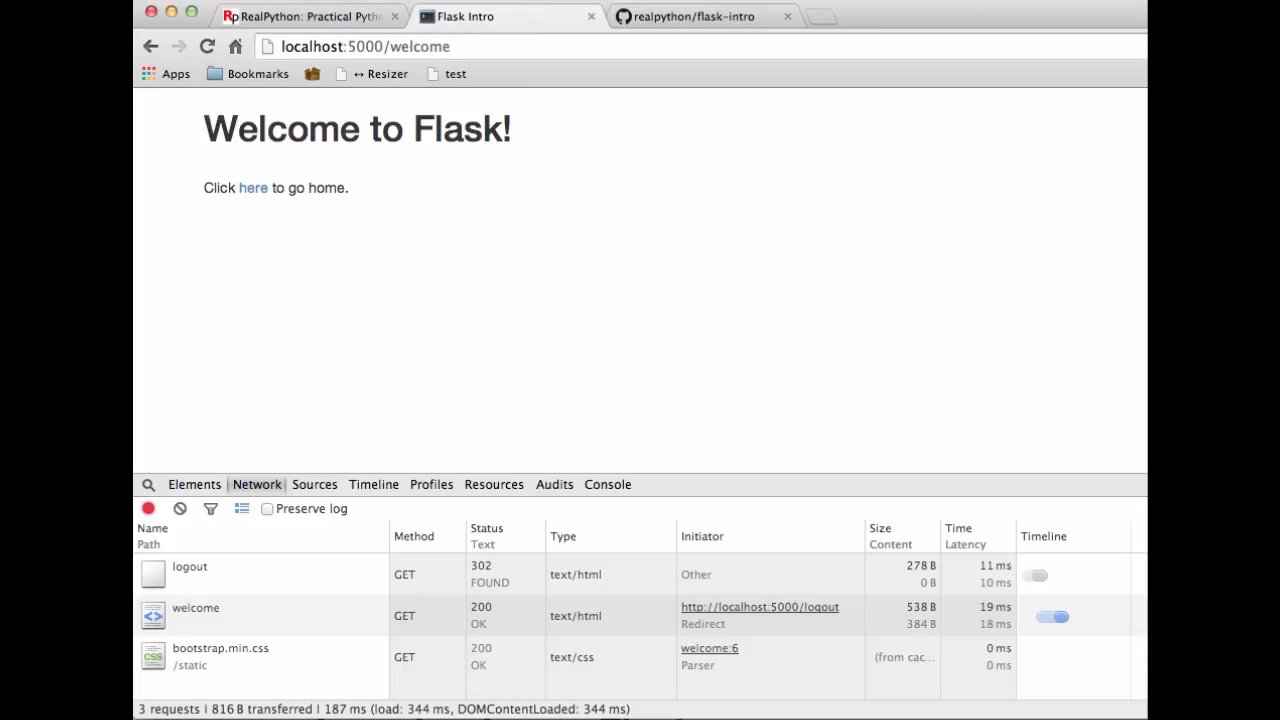 RealPython: Practical Pyth
Flask Intro
realpython/flask-intro
localhost:5000/welcome
Apps
Bookmarks
↔ Resizer
test
Welcome to Flask!
Click here to go home.
Elements Network Sources Timeline Profiles Resources Audits Console
Preserve log
Name
Path
Method
Status
Text
Type
Initiator
Size
Content
Time
Latency
Timeline
logout
GET
302
FOUND
text/html
Other
278 B
0 B
11 ms
10 ms
welcome
GET
200
OK
text/html
http://localhost:5000/logout
Redirect
538 B
384 B
19 ms
18 ms
bootstrap.min.css
/static
GET
200
OK
text/css
welcome:6
Parser
(from cac...
0 ms
0 ms
3 requests | 816 B transferred | 187 ms (load: 344 ms, DOMContentLoaded: 344 ms)